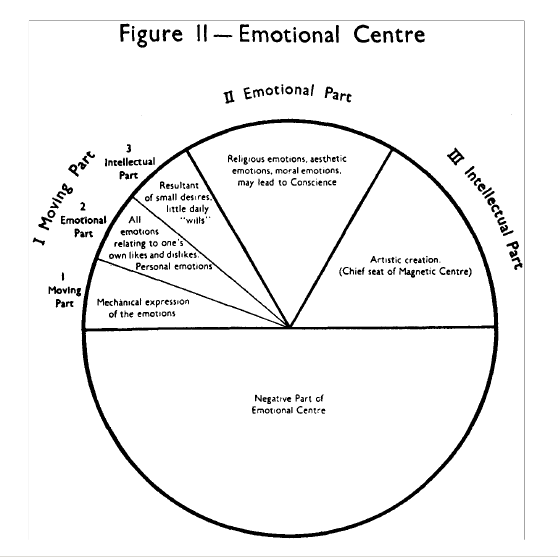 Figure II — Emotional Centre
II Emotional Part
I Moving Part
III Intellectual Part
3
Intellectual
Part
2
Emotional
Part
1
Moving
Part
Religious emotions, aesthetic
emotions, moral emotions,
may lead to Conscience
Resultant
of small desires,
little daily
"wills"
All
emotions
relating to one's
own likes and dislikes.
Personal emotions
Mechanical expression
of the emotions
Artistic creation.
(Chief seat of Magnetic Centre)
Negative Part of
Emotional Centre